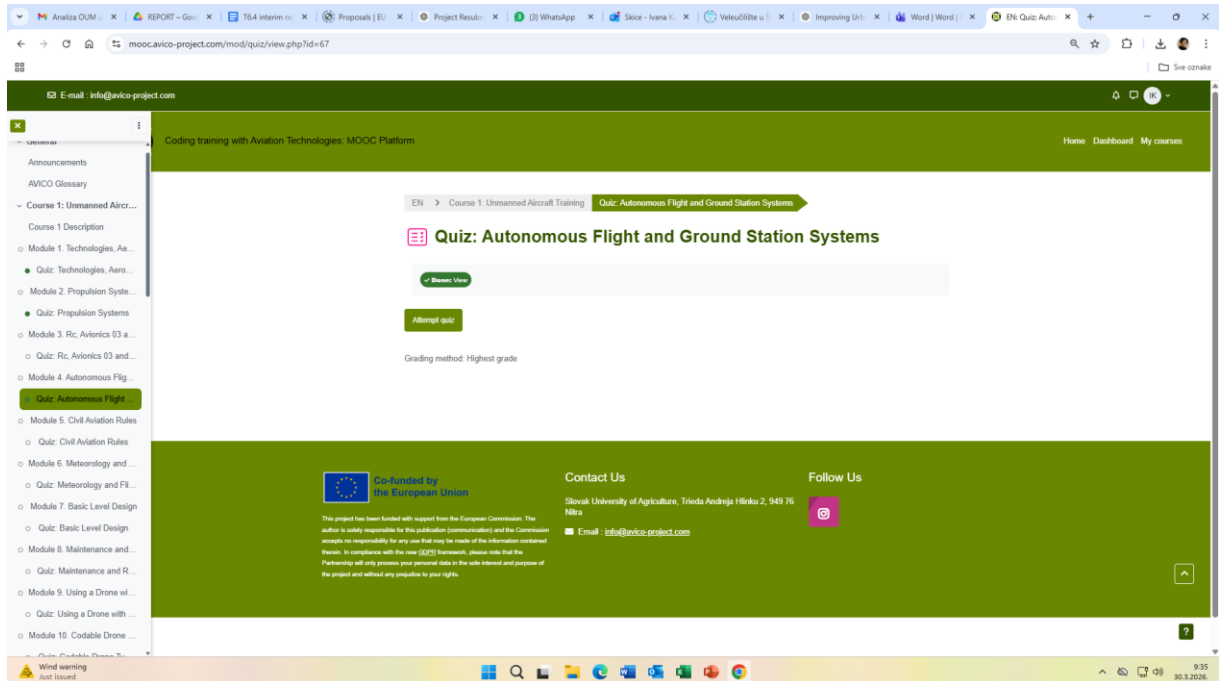 Analiza OUM u
REPORT – Goo
T6.4 interim re
Proposals | EU
Project Resubm
(3) WhatsApp
Skice - Ivana K
Veleučilište u Š
Improving Urb
Word | Word |
EN: Quiz: Auto
mooc.avico-project.com/mod/quiz/view.php?id=67
Sve oznake
E-mail : info@avico-project.com
IK
Coding training with Aviation Technologies: MOOC Platform
Home Dashboard My courses
General
Announcements
AVICO Glossary
Course 1: Unmanned Aircr...
Course 1 Description
Module 1. Technologies, Ae...
Quiz: Technologies, Aero...
Module 2. Propulsion Syste...
Quiz: Propulsion Systems
Module 3. Rc, Avionics 03 a...
Quiz: Rc, Avionics 03 and...
Module 4. Autonomous Flig...
Quiz: Autonomous Flight ...
Module 5. Civil Aviation Rules
Quiz: Civil Aviation Rules
Module 6. Meteorology and ...
Quiz: Meteorology and Fli...
Module 7. Basic Level Design
Quiz: Basic Level Design
Module 8. Maintenance and...
Quiz: Maintenance and R...
Module 9. Using a Drone wi...
Quiz: Using a Drone with ...
Module 10. Codable Drone ...
EN > Course 1: Unmanned Aircraft Training Quiz: Autonomous Flight and Ground Station Systems
Quiz: Autonomous Flight and Ground Station Systems
Done: View
Attempt quiz
Grading method: Highest grade
Co-funded by
the European Union
This project has been funded with support from the European Commission. The
author is solely responsible for this publication (communication) and the Commission
accepts no responsibility for any use that may be made of the information contained
therein. In compliance with the new GDPR framework, please note that the
Partnership will only process your personal data in the sole interest and purpose of
the project and without any prejudice to your rights.
Contact Us
Slovak University of Agriculture, Trieda Andreja Hlinku 2, 949 76
Nitra
Email : info@avico-project.com
Follow Us
?
Wind warning
Just issued
9:35
30.3.2026.